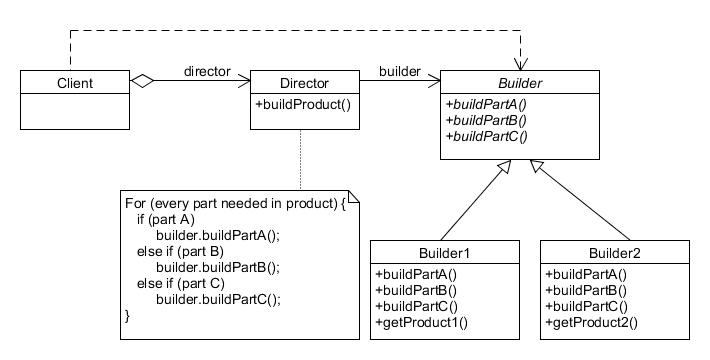 director
builder
Client
Director
Builder
+buildProduct()
+buildPartA()
+buildPartB()
+buildPartC()
For (every part needed in product) {
if (part A)
builder.buildPartA();
else if (part B)
builder.buildPartB();
else if (part C)
builder.buildPartC();
}
Builder1
+buildPartA()
+buildPartB()
+buildPartC()
+getProduct1()
Builder2
+buildPartA()
+buildPartB()
+buildPartC()
+getProduct2()